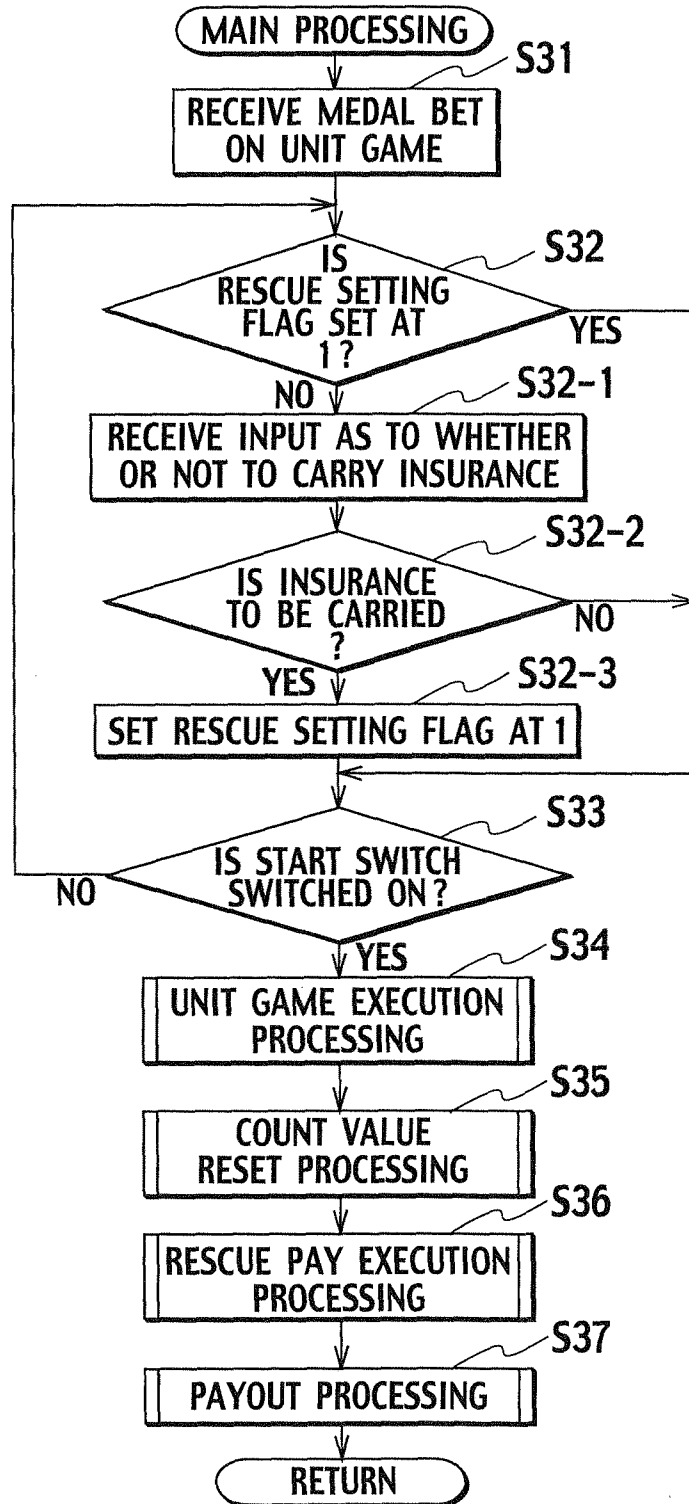 MAIN PROCESSING
S31
RECEIVE MEDAL BET
ON UNIT GAME
S32
IS
RESCUE SETTING
FLAG SET AT
1?
YES
NO
S32-1
RECEIVE INPUT AS TO WHETHER
OR NOT TO CARRY INSURANCE
S32-2
IS INSURANCE
TO BE CARRIED
?
NO
YES
S32-3
SET RESCUE SETTING FLAG AT 1
S33
IS START SWITCH
SWITCHED ON?
NO
YES
S34
UNIT GAME EXECUTION
PROCESSING
S35
COUNT VALUE
RESET PROCESSING
S36
RESCUE PAY EXECUTION
PROCESSING
S37
PAYOUT PROCESSING
RETURN